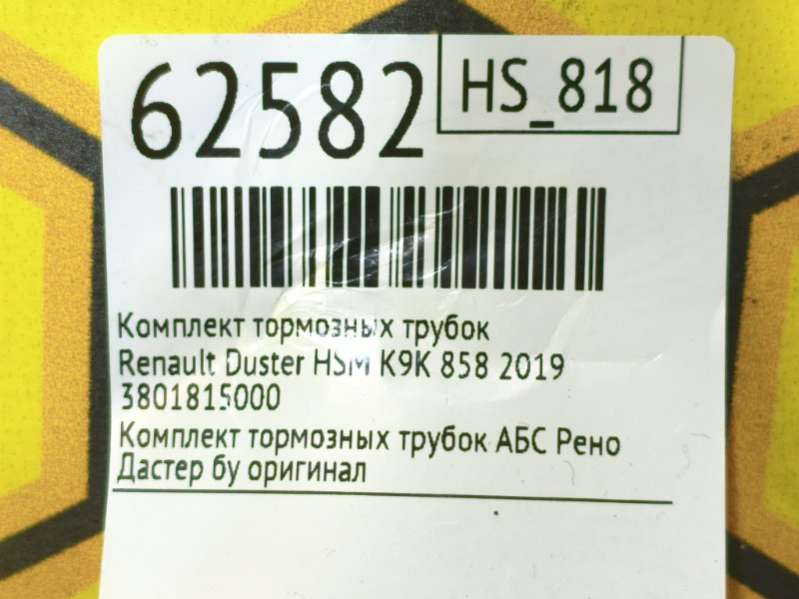 62582
HS_818
Комплект тормозных трубок
Renault Duster HSM K9K 858 2019
3801815000
Комплект тормозных трубок АБС Рено
Дастер бу оригинал